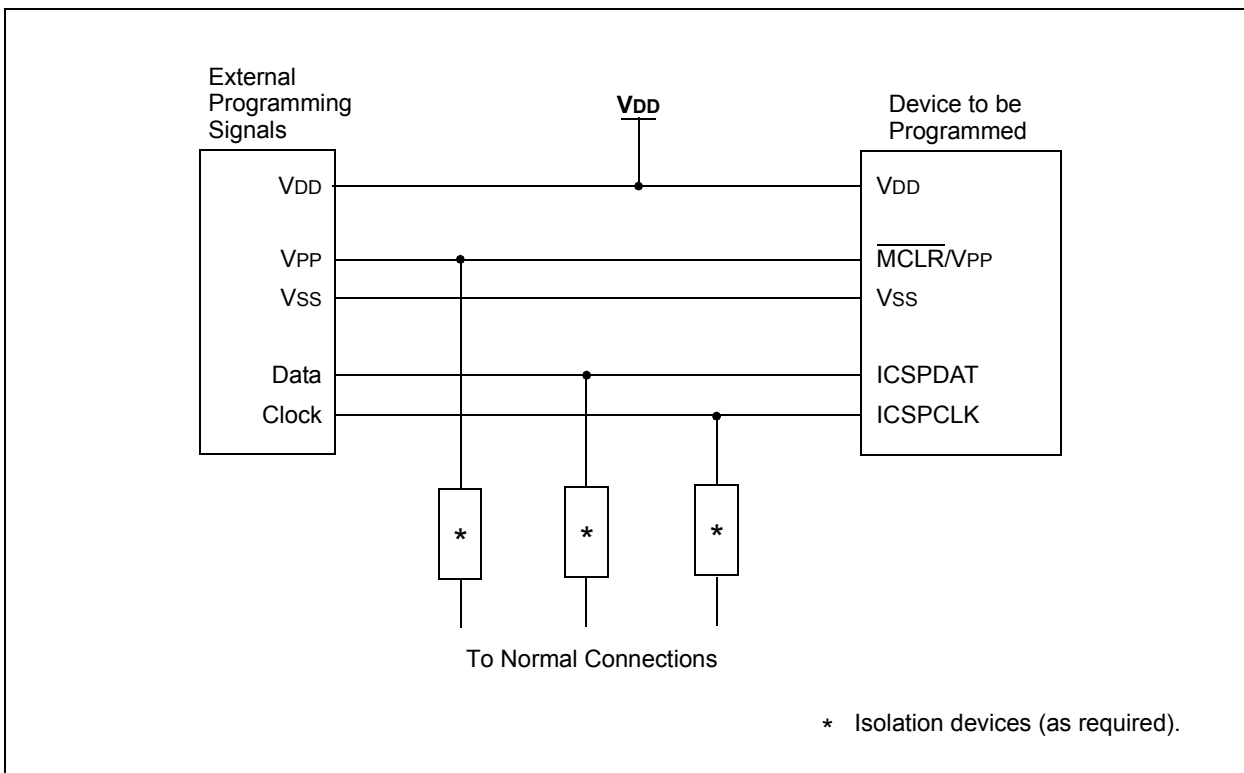 External
Programming
Signals
VDD
Device to be
Programmed
VDD
VDD
VPP
MCLR/VPP
VSS
VSS
Data
ICSPDAT
Clock
ICSPCLK
*
*
*
To Normal Connections
* Isolation devices (as required).